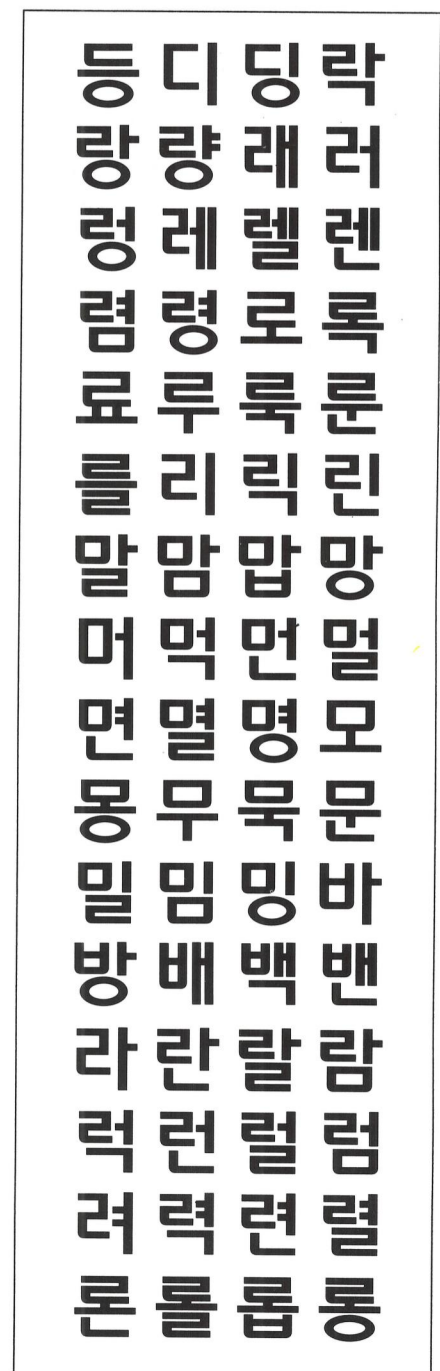 등 디 딩 락
랑 량 래 러
렁 레 렐 렌
렴 령 로 록
료 루 룩 룬
를 리 릭 린
말 맘 맙 망
머 먹 먼 멀
면 멸 명 모
몽 무 묵 문
밀 밈 밍 바
방 배 백 밴
라 란 랄 람
럭 런 럴 럼
려 력 련 렬
론 롤 롭 롱